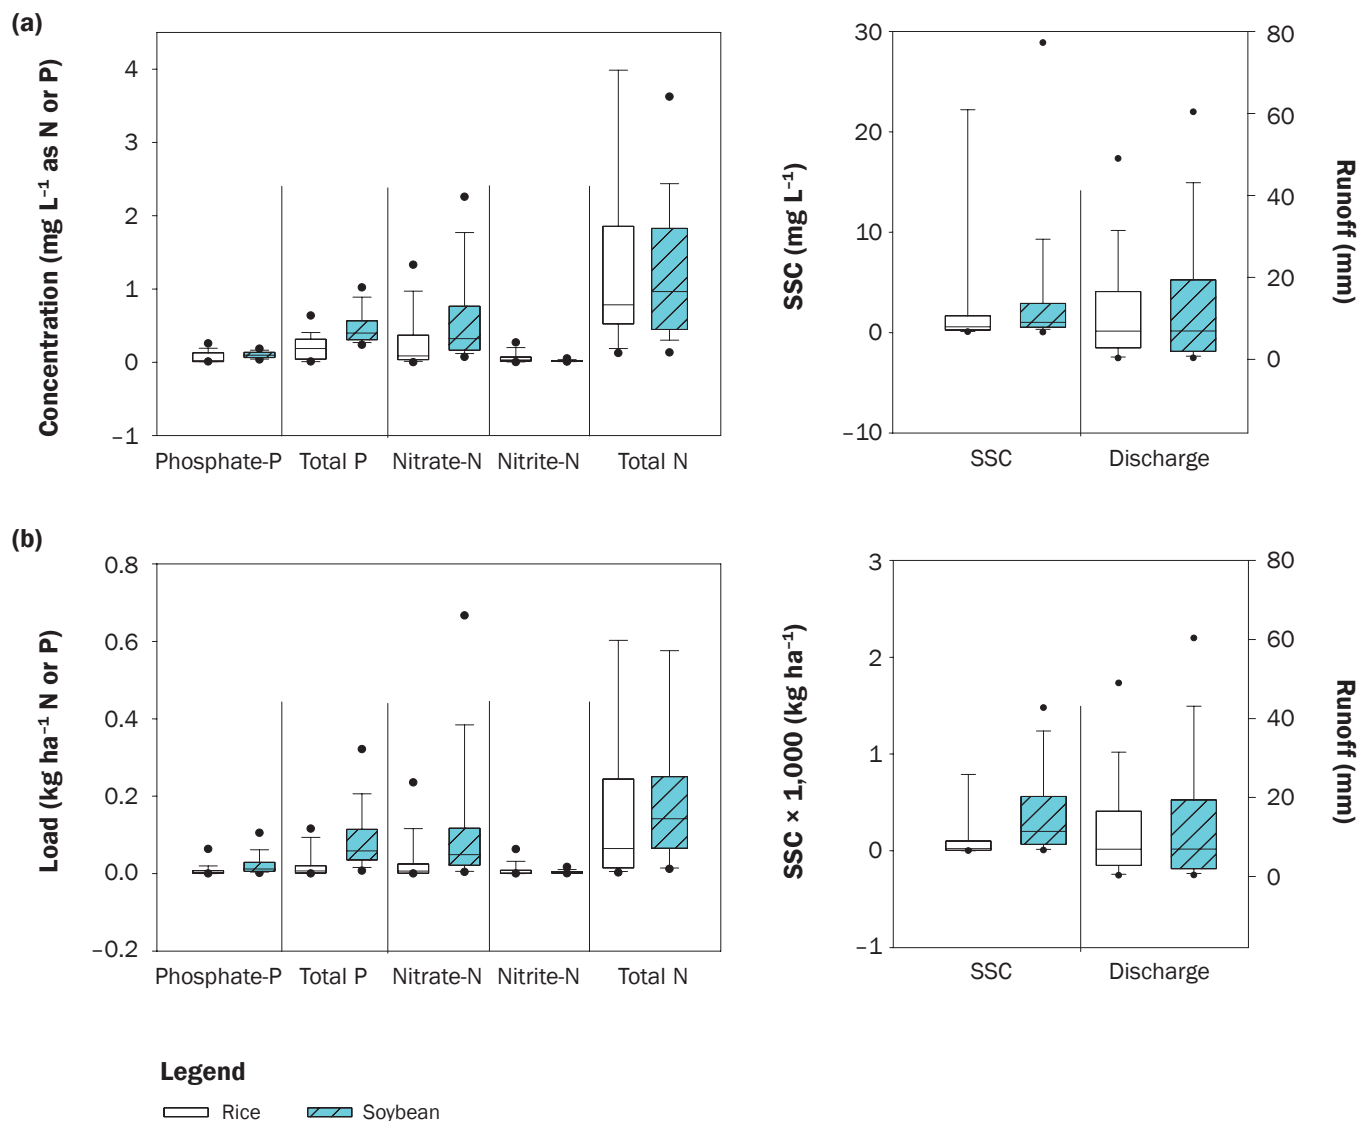 (a)
Concentration (mg L⁻¹ as N or P)
4
3
2
1
0
−1
Phosphate-P Total P Nitrate-N Nitrite-N Total N
SSC (mg L⁻¹)
30
20
10
0
−10
SSC Discharge
80
60
40
20
0
Runoff (mm)
(b)
Load (kg ha⁻¹ N or P)
0.8
0.6
0.4
0.2
0.0
−0.2
Phosphate-P Total P Nitrate-N Nitrite-N Total N
SSC × 1,000 (kg ha⁻¹)
3
2
1
0
−1
SSC Discharge
80
60
40
20
0
Runoff (mm)
Legend
Rice Soybean